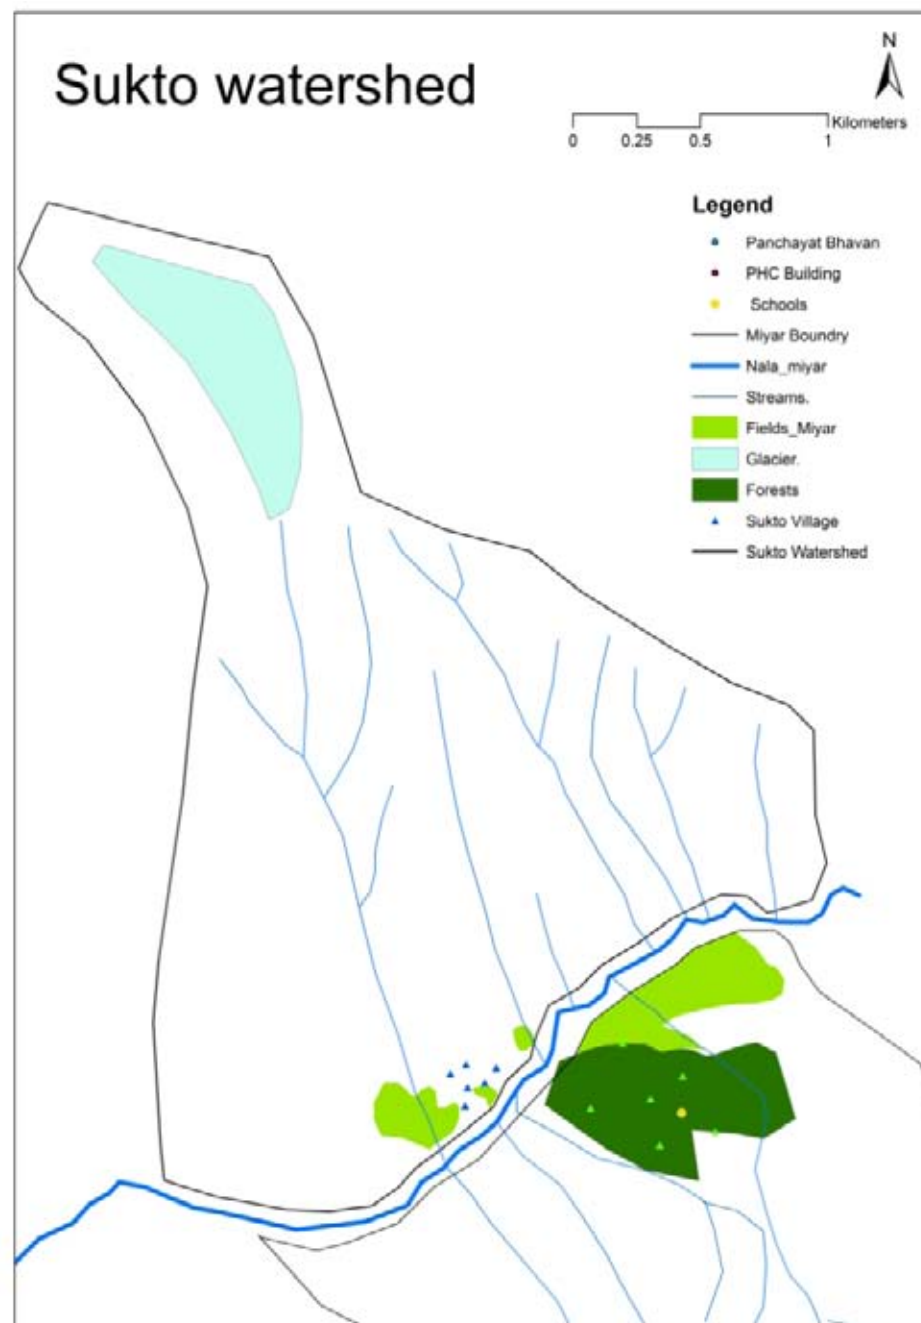 N
Sukto watershed
Kilometers
0 0.25 0.5 1
Legend
Panchayat Bhavan
PHC Building
Schools
Miyar Boundry
Nala_miyar
Streams.
Fields_Miyar
Glacier.
Forests
Sukto Village
Sukto Watershed